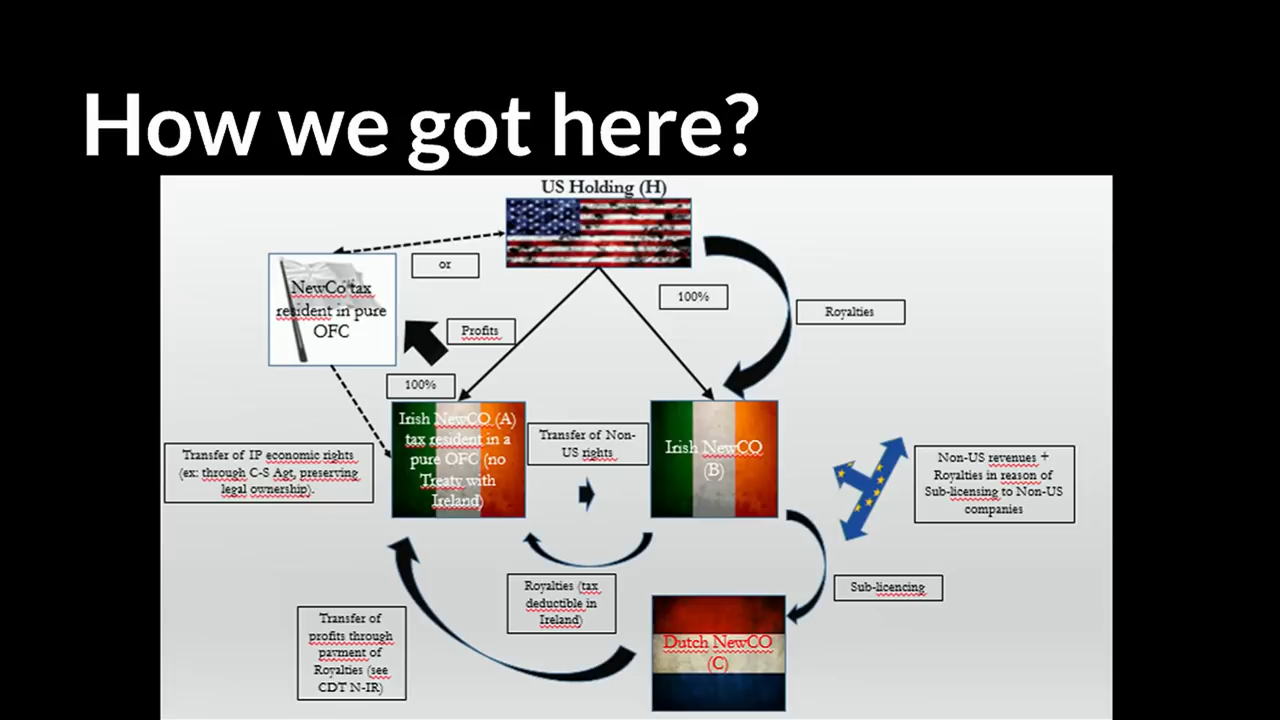 How we got here?
US Holding (H)
or
NewCo tax
resident in pure
OFC
100%
Royalties
Profits
100%
Irish NewCO (A)
tax resident in a
pure OFC (no
Treaty with
Ireland)
Transfer of Non-
US rights
Irish NewCO
(B)
Transfer of IP economic rights
(ex: through C-S Agt, preserving
legal ownership).
Non-US revenues +
Royalties in reason of
Sub-licensing to Non-US
companies
Royalties (tax
deductible in
Ireland)
Sub-licencing
Transfer of
profits through
payment of
Royalties (see
CDT N-IR)
Dutch NewCO
(C)